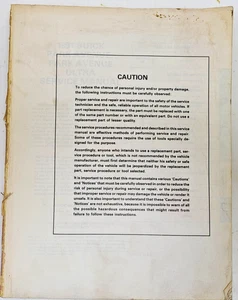 CAUTION
To reduce the chance of personal injury and/or property damage,
the following instructions must be carefully observed:
Proper service and repair are important to the safety of the service
technician and the safe, reliable operation of all motor vehicles. If
part replacement is necessary, the part must be replaced with one
of the same part number or with an equivalent part. Do not use a
replacement part of lesser quality.
The service procedures recommended and described in this service
manual are effective methods of performing service and repair.
Some of these procedures require the use of tools specially de-
signed for the purpose.
Accordingly, anyone who intends to use a replacement part, ser-
vice procedure or tool, which is not recommended by the vehicle
manufacturer, must first determine that neither his safety or safe
operation of the vehicle will be jeopardized by the replacement
part, service procedure or tool selected.
It is important to note that this manual contains various 'Cautions'
and 'Notices' that must be carefully observed in order to reduce the
risk of personal injury during service or repair, or the possibility
that improper service or repair may damage the vehicle or render it
unsafe. It is also important to understand that these 'Cautions' and
'Notices' are not exhaustive, because it is impossible to warn of all
the possible hazardous consequences that might result from
failure to follow these instructions.